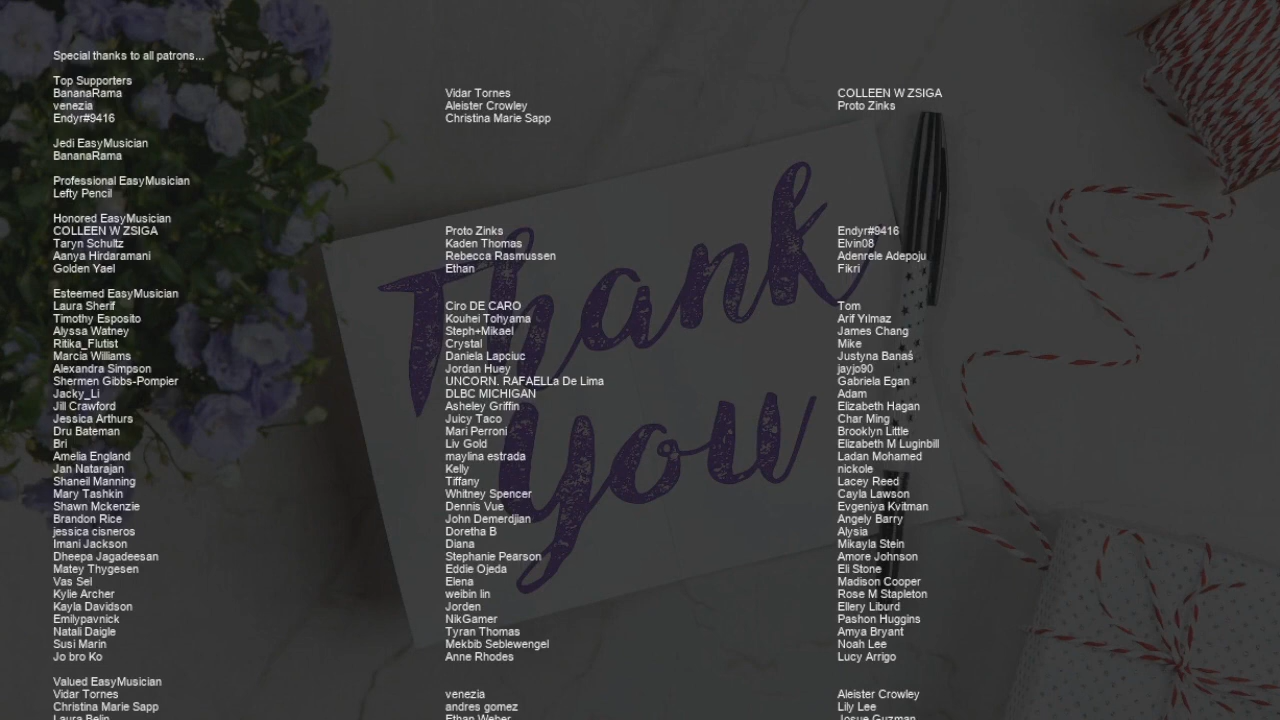 Special thanks to all patrons...
Top Supporters
BananaRama Vidar Tornes COLLEEN W ZSIGA
venezia Aleister Crowley Proto Zinks
Endyr#9416 Christina Marie Sapp
Jedi EasyMusician
BananaRama
Professional EasyMusician
Lefty Pencil
Honored EasyMusician
COLLEEN W ZSIGA Proto Zinks Endyr#9416
Taryn Schultz Kaden Thomas Elvin08
Aanya Hirdaramani Rebecca Rasmussen Adenrele Adepoju
Golden Yael Ethan Fikri
Esteemed EasyMusician
Laura Sherif Ciro DE CARO Tom
Timothy Esposito Kouhei Tohyama Arif Yılmaz
Alyssa Watney Steph+Mikael James Chang
Ritika_Flutist Crystal Mike
Marcia Williams Daniela Lapciuc Justyna Banaś
Alexandra Simpson Jordan Huey jayjo90
Shermen Gibbs-Pompier UNCORN. RAFAELLa De Lima Gabriela Egan
Jacky_Li DLBC MICHIGAN Adam
Jill Crawford Asheley Griffin Elizabeth Hagan
Jessica Arthurs Juicy Taco Char Ming
Dru Bateman Mari Perroni Brooklyn Little
Bri Liv Gold Elizabeth M Luginbill
Amelia England maylina estrada Ladan Mohamed
Jan Natarajan Kelly nickole
Shaneil Manning Tiffany Lacey Reed
Mary Tashkin Whitney Spencer Cayla Lawson
Shawn Mckenzie Dennis Vue Evgeniya Kvitman
Brandon Rice John Demerdjian Angely Barry
jessica cisneros Doretha B Alysia
Imani Jackson Diana Mikayla Stein
Dheepa Jagadeesan Stephanie Pearson Amore Johnson
Matey Thygesen Eddie Ojeda Eli Stone
Vas Sel Elena Madison Cooper
Kylie Archer weibin lin Rose M Stapleton
Kayla Davidson Jorden Ellery Liburd
Emilypavnick NikGamer Pashon Huggins
Natali Daigle Tyran Thomas Amya Bryant
Susi Marin Mekbib Seblewengel Noah Lee
Jo bro Ko Anne Rhodes Lucy Arrigo
Valued EasyMusician
Vidar Tornes venezia Aleister Crowley
Christina Marie Sapp andres gomez Lily Lee
Laura Belin Ethan Weber Josue Guzman
Thank
you